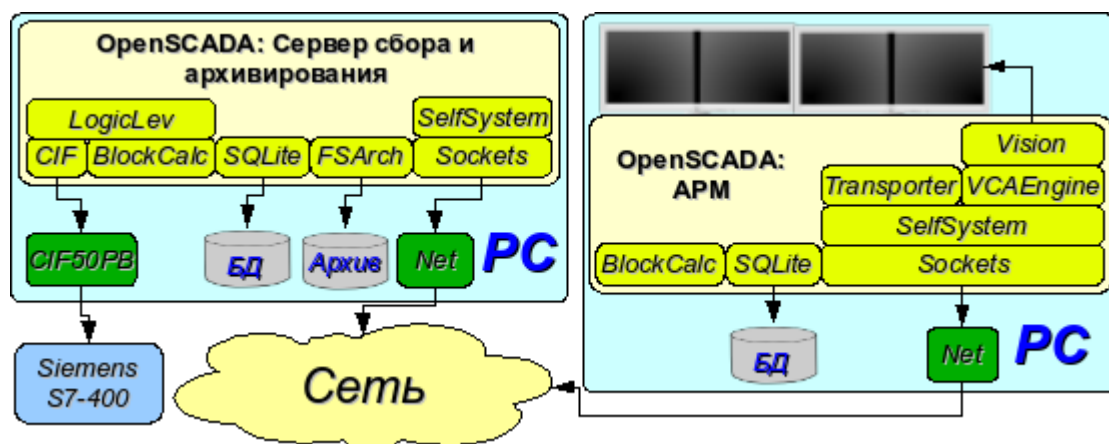 OpenSCADA: Сервер сбора и
архивирования
LogicLev
SelfSystem
CIF
BlockCalc
SQLite
FSArch
Sockets
CIF50PB
БД
Архив
Net
PC
Siemens
S7-400
Сеть
OpenSCADA:
АРМ
Vision
Transporter
VCAEngine
SelfSystem
BlockCalc
SQLite
Sockets
БД
Net
PC